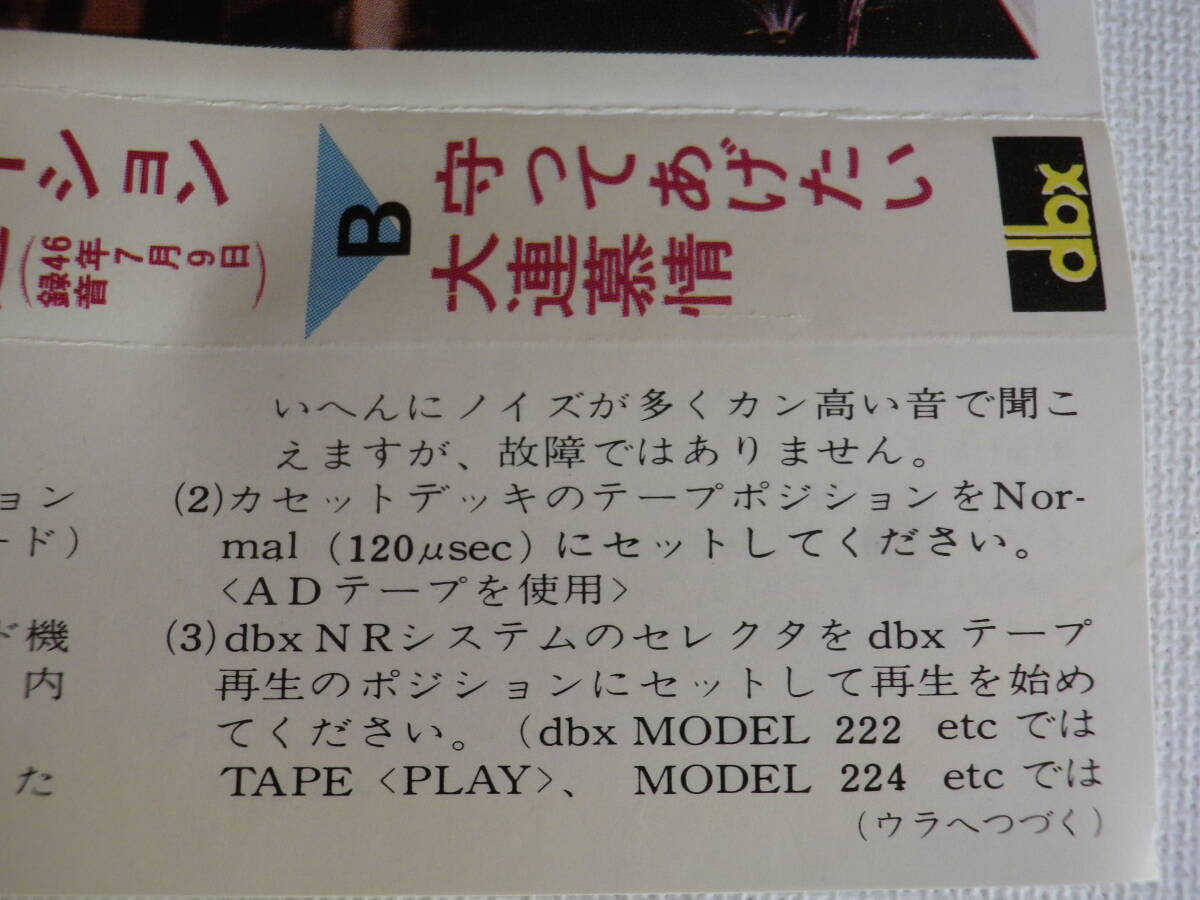 ーション
(録音46年7月9日)
B
守ってあげたい
大連慕情
dbx
いへんにノイズが多くカン高い音で聞こ
えますが、故障ではありません。
(2)カセットデッキのテープポジションをNor-
mal (120μsec) にセットしてください。
<ADテープを使用>
(3)dbx NRシステムのセレクタをdbx テープ
再生のポジションにセットして再生を始め
てください。(dbx MODEL 222 etc では
TAPE <PLAY>、 MODEL 224 etc では
(ウラへつづく)
ョン
ード)
ド機
内
た